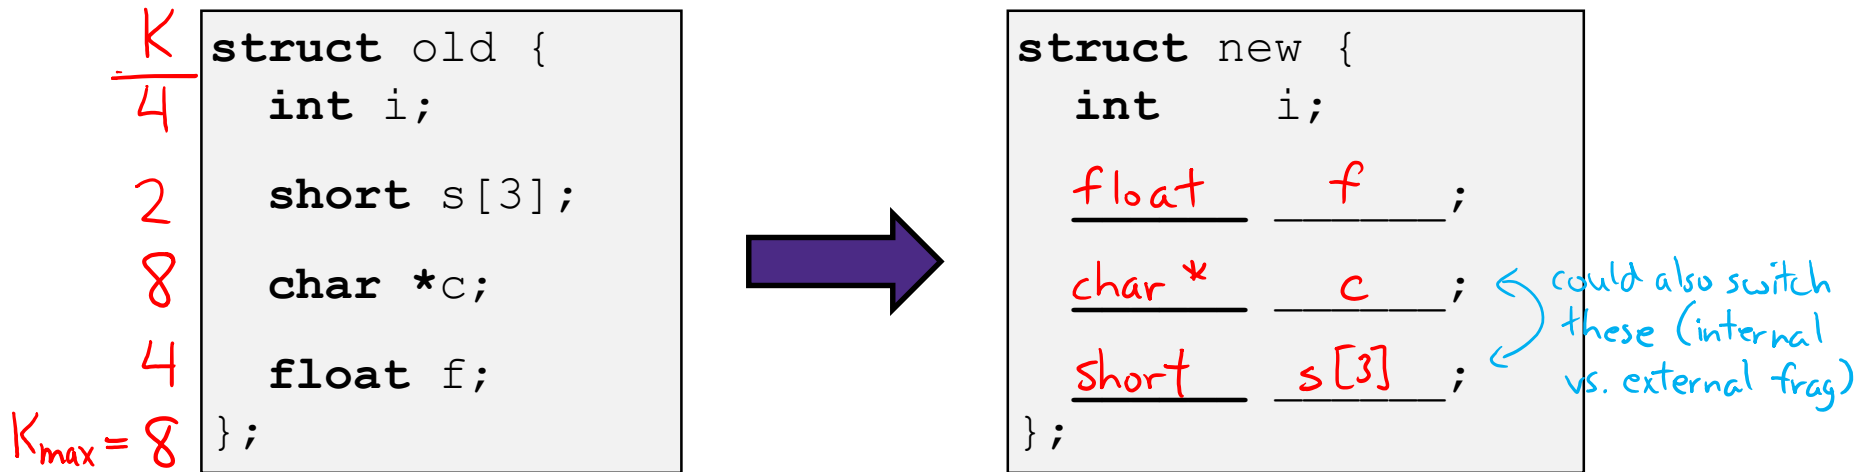 K
4
2
8
4
Kmax = 8
struct old {
int i;
short s[3];
char *c;
float f;
};
struct new {
int i;
float f;
char * c;
short s[3];
};
could also switch
these (internal
vs. external frag)